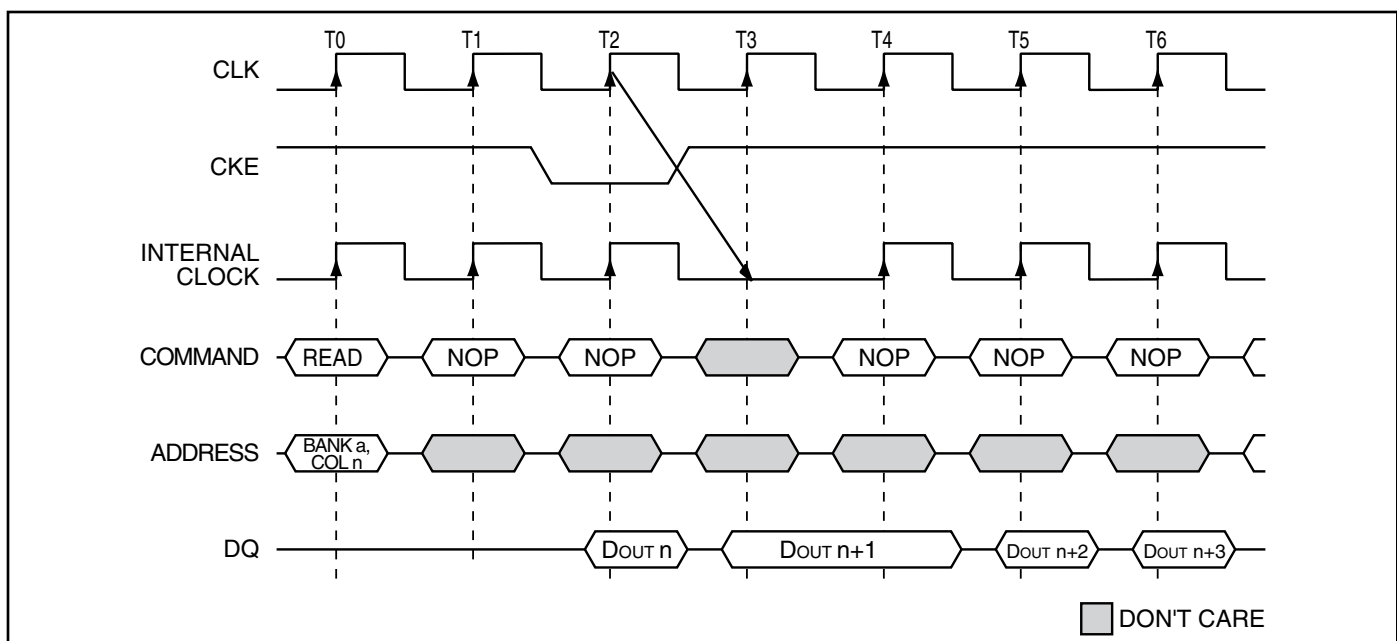 T0 T1 T2 T3 T4 T5 T6
CLK
CKE
INTERNAL
CLOCK
COMMAND READ NOP NOP NOP NOP NOP
ADDRESS BANK a,
COL n
DQ DOUT n DOUT n+1 DOUT n+2 DOUT n+3
DON'T CARE